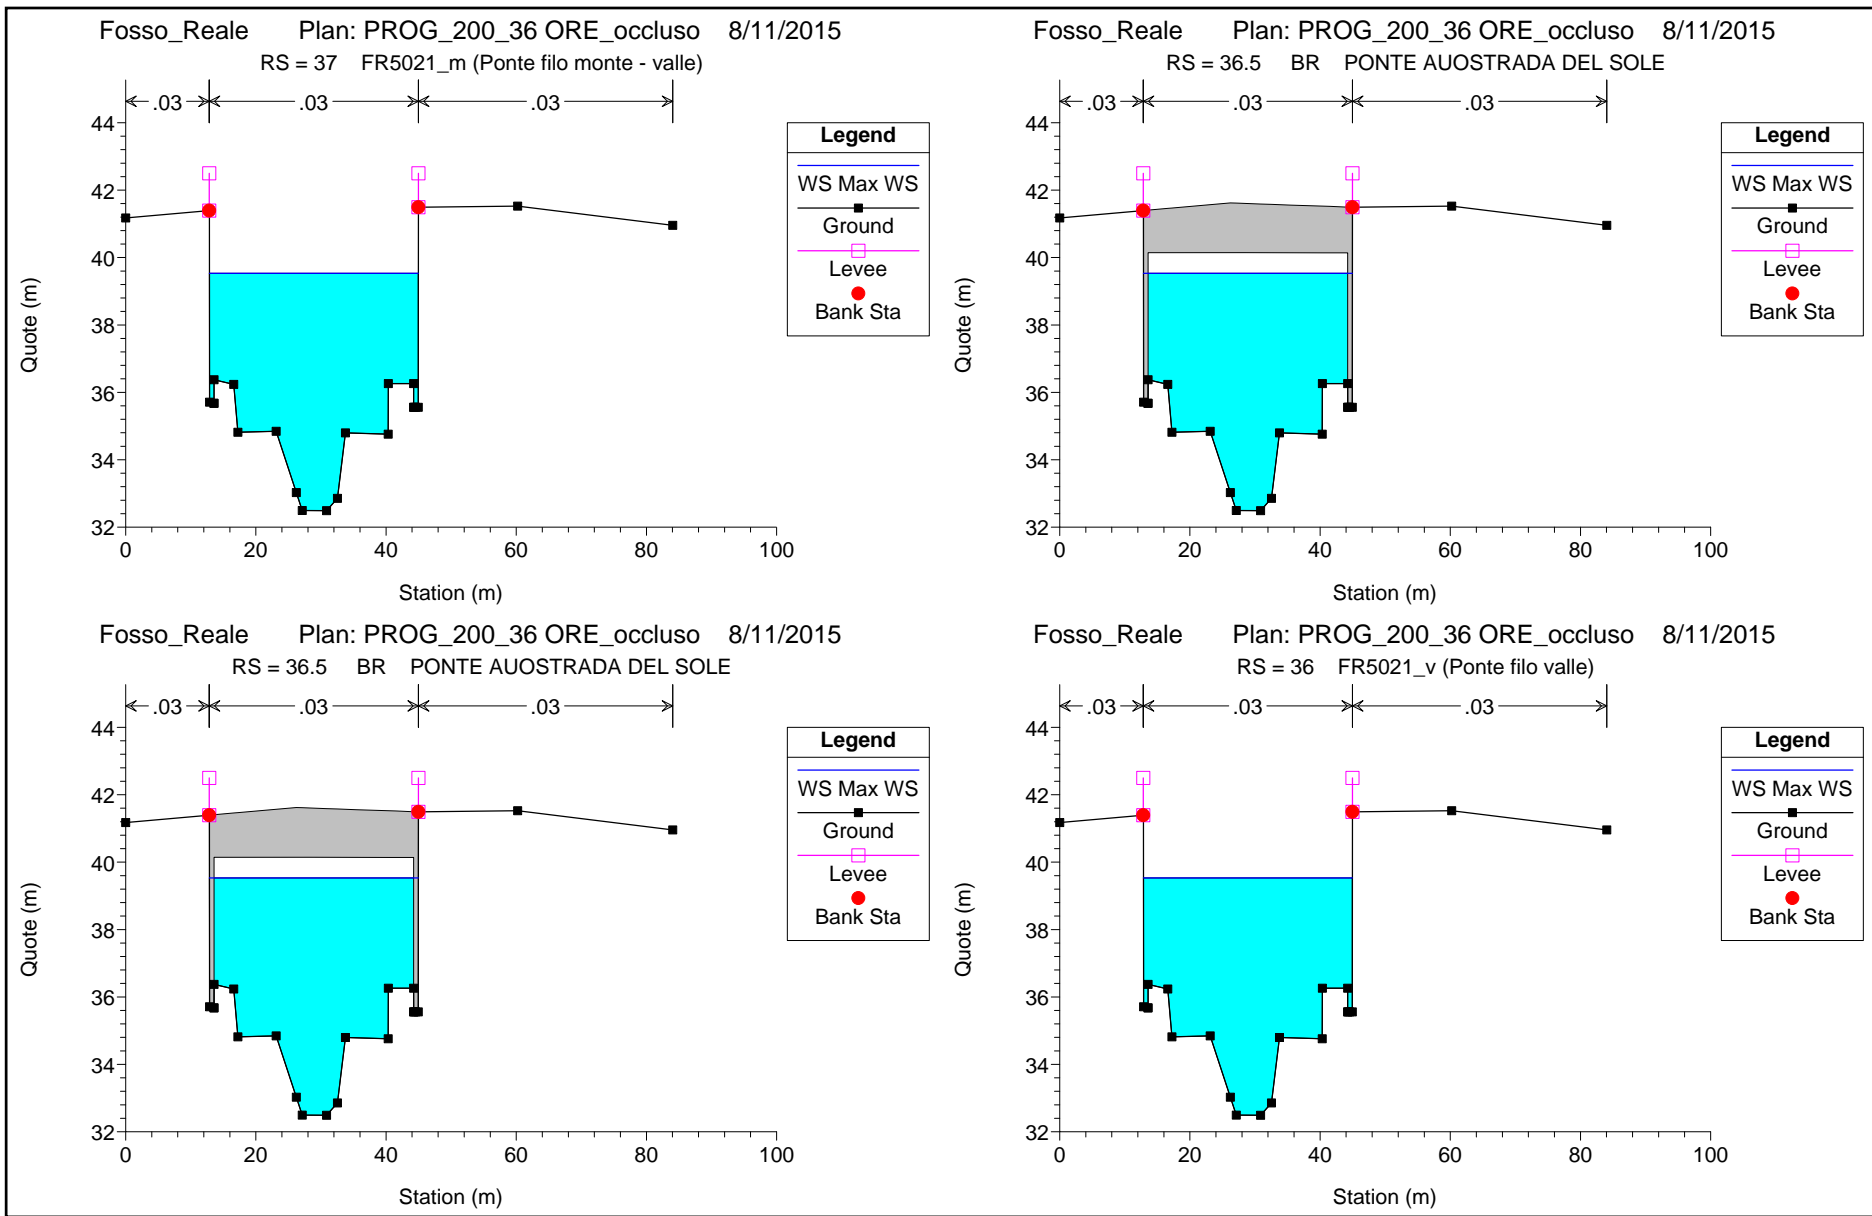 Fosso_Reale Plan: PROG_200_36 ORE_occluso 8/11/2015
RS = 37 FR5021_m (Ponte filo monte - valle)
.03 .03 .03
44
42
40
38
36
34
32
0 20 40 60 80 100
Quote (m)
Station (m)
Legend
WS Max WS
Ground
Levee
Bank Sta
Fosso_Reale Plan: PROG_200_36 ORE_occluso 8/11/2015
RS = 36.5 BR PONTE AUOSTRADA DEL SOLE
.03 .03 .03
44
42
40
38
36
34
32
0 20 40 60 80 100
Quote (m)
Station (m)
Legend
WS Max WS
Ground
Levee
Bank Sta
Fosso_Reale Plan: PROG_200_36 ORE_occluso 8/11/2015
RS = 36.5 BR PONTE AUOSTRADA DEL SOLE
.03 .03 .03
44
42
40
38
36
34
32
0 20 40 60 80 100
Quote (m)
Station (m)
Legend
WS Max WS
Ground
Levee
Bank Sta
Fosso_Reale Plan: PROG_200_36 ORE_occluso 8/11/2015
RS = 36 FR5021_v (Ponte filo valle)
.03 .03 .03
44
42
40
38
36
34
32
0 20 40 60 80 100
Quote (m)
Station (m)
Legend
WS Max WS
Ground
Levee
Bank Sta